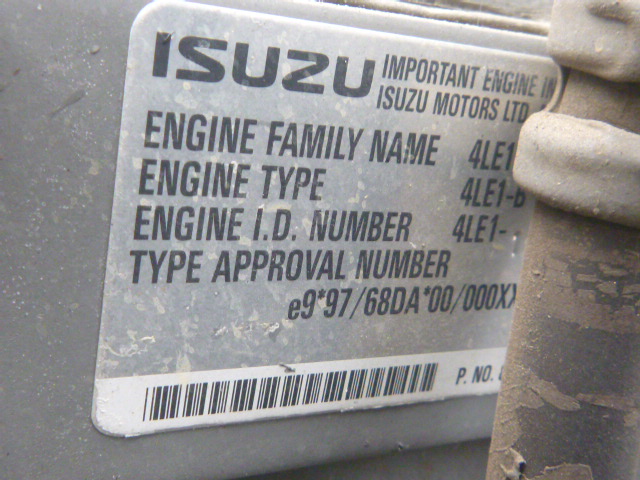 ISUZU IMPORTANT ENGINE IN
ISUZU MOTORS LTD.
ENGINE FAMILY NAME 4LE1
ENGINE TYPE 4LE1-B
ENGINE I.D. NUMBER 4LE1-
TYPE APPROVAL NUMBER
e9*97/68DA*00/000XX
P. NO.